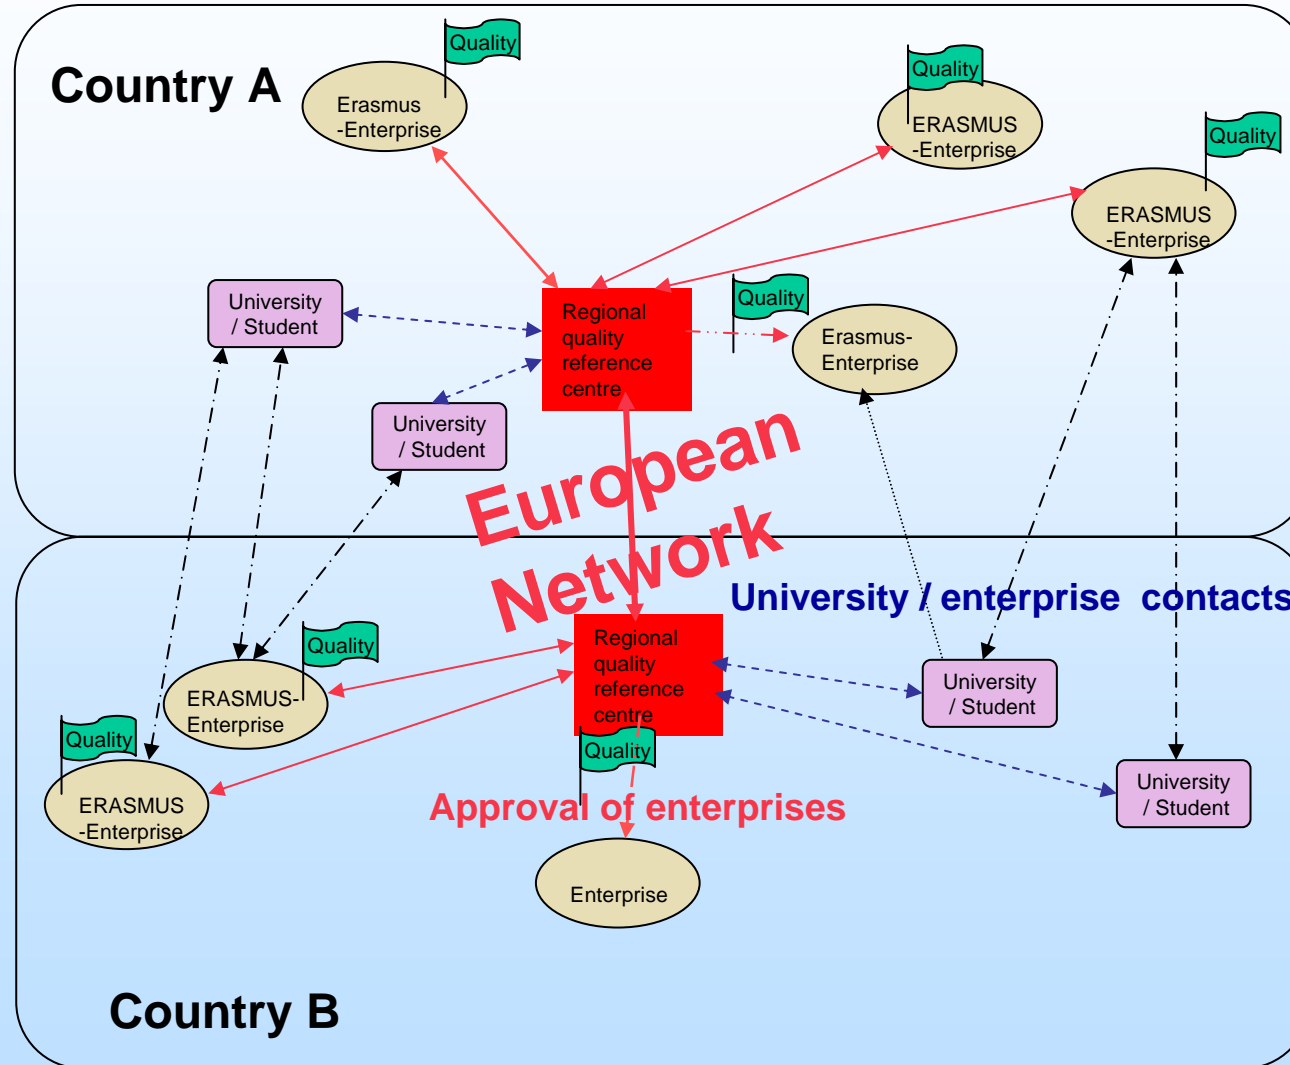 Quality
Country A
Erasmus
-Enterprise
Quality
ERASMUS
-Enterprise
Quality
ERASMUS
-Enterprise
University
/ Student
Regional
quality
reference
centre
Quality
Erasmus-
Enterprise
University
/ Student
European
Network
University / enterprise contacts
Quality
ERASMUS-
Enterprise
Regional
quality
reference
centre
University
/ Student
Quality
ERASMUS
-Enterprise
Quality
University
/ Student
Approval of enterprises
Enterprise
Country B